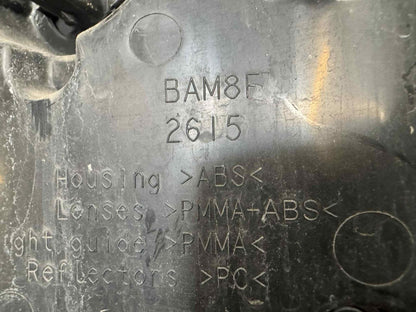 BAM8E
2615
Housing >ABS<
Lenses >PMMA+ABS<
ght guide >PMMA<
Reflectors >PC<